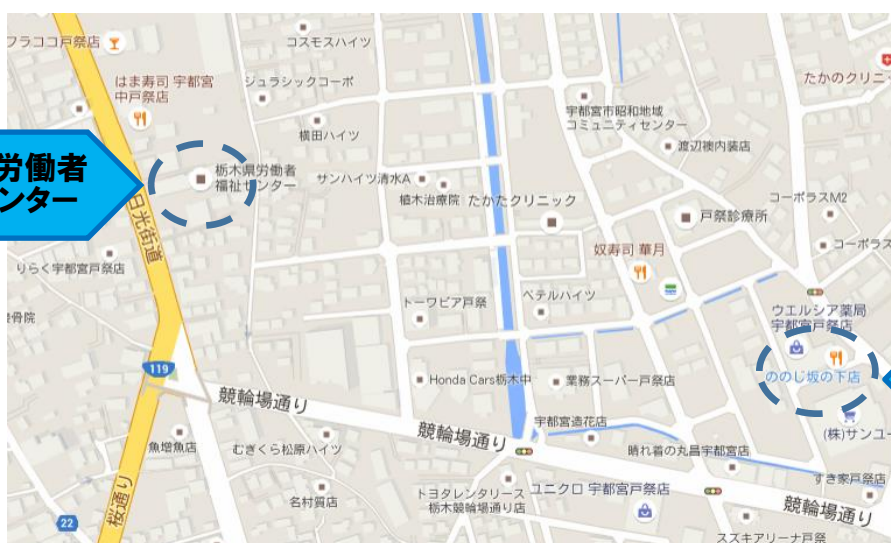 フラココ戸祭店
コスモスハイツ
たかのクリニ
はま寿司 宇都宮
中戸祭店
ジュラシックコーポ
宇都宮市昭和地域
コミュニティセンター
横田ハイツ
渡辺襖内装店
労働者
ンター
栃木県労働者
福祉センター
サンハイツ清水A
植木治療院
たかたクリニック
コーポラスM2
戸祭診療所
日光街道
奴寿司 華月
コーポラス
りらく宇都宮戸祭店
トーワピア戸祭
ベテルハイツ
ウエルシア薬局
宇都宮戸祭店
骨院
119
Honda Cars栃木中
業務スーパー戸祭店
ののじ坂の下店
競輪場通り
宇都宮造花店
(株)サンユー
競輪場通り
魚増魚店
むぎくら松原ハイツ
晴れ着の丸昌宇都宮店
すき家戸祭店
桜通り
名村質店
トヨタレンタリース
栃木競輪場通り店
ユニクロ 宇都宮戸祭店
競輪場通り
22
スズキアリーナ戸祭